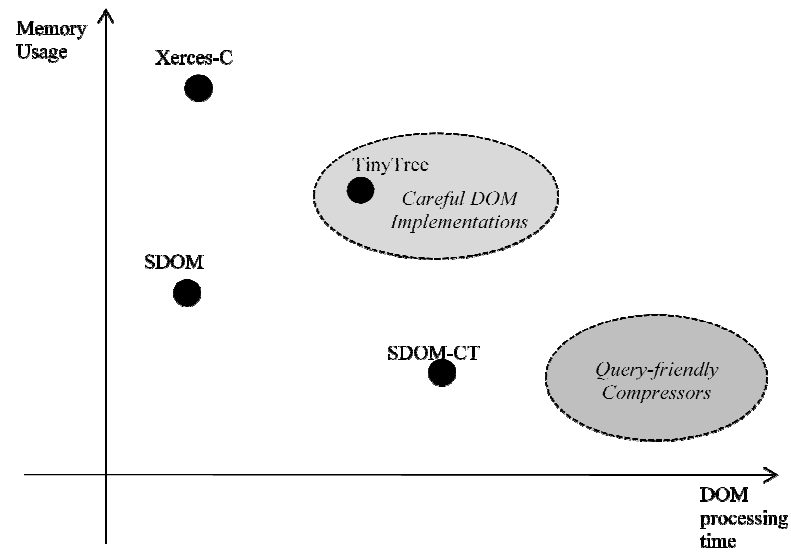 Memory
Usage
Xerces-C
TinyTree
Careful DOM
Implementations
SDOM
SDOM-CT
Query-friendly
Compressors
DOM
processing
time